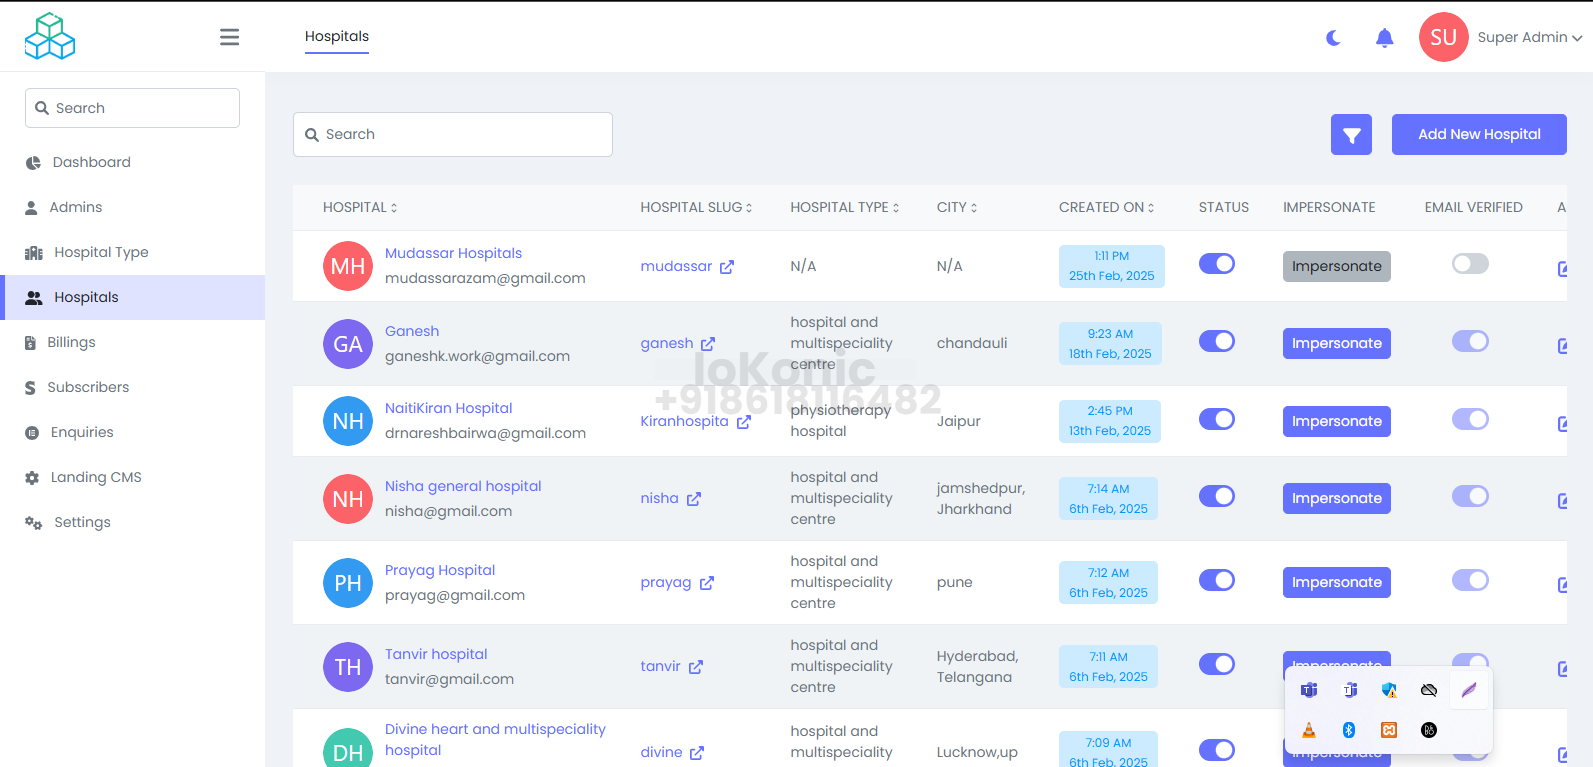 Hospitals
SU
Super Admin
Search
Dashboard
Admins
Hospital Type
Hospitals
Billings
Subscribers
Enquiries
Landing CMS
Settings
Search
Add New Hospital
HOSPITAL HOSPITAL SLUG HOSPITAL TYPE CITY CREATED ON STATUS IMPERSONATE EMAIL VERIFIED A
MH
Mudassar Hospitals
mudassarazam@gmail.com
mudassar
N/A
N/A
1:11 PM
25th Feb, 2025
Impersonate
GA
Ganesh
ganeshk.work@gmail.com
ganesh
hospital and
multispeciality
centre
chandauli
9:23 AM
18th Feb, 2025
Impersonate
IoKonic
+918618116482
NH
NaitiKiran Hospital
drnareshbairwa@gmail.com
Kiranhospita
physiotherapy
hospital
Jaipur
2:45 PM
13th Feb, 2025
Impersonate
NH
Nisha general hospital
nisha@gmail.com
nisha
hospital and
multispeciality
centre
jamshedpur,
Jharkhand
7:14 AM
6th Feb, 2025
Impersonate
PH
Prayag Hospital
prayag@gmail.com
prayag
hospital and
multispeciality
centre
pune
7:12 AM
6th Feb, 2025
Impersonate
TH
Tanvir hospital
tanvir@gmail.com
tanvir
hospital and
multispeciality
centre
Hyderabad,
Telangana
7:11 AM
6th Feb, 2025
Impersonate
DH
Divine heart and multispeciality
hospital
divine
hospital and
multispeciality
Lucknow,up
7:09 AM
6th Feb, 2025
Impersonate